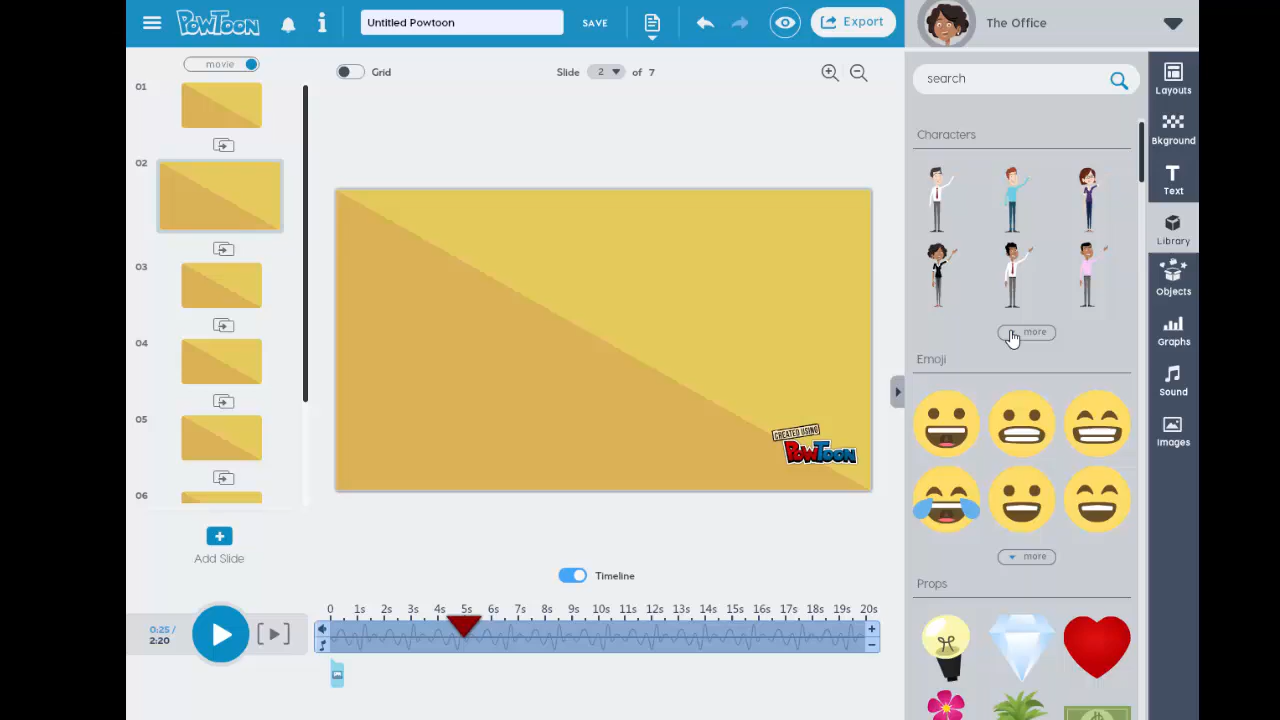 POWTOON
i
Untitled Powtoon
SAVE
Export
The Office
movie
Grid
Slide 2 of 7
search
01
02
03
04
05
06
Add Slide
CREATED USING
POWTOON
Characters
more
Emoji
more
Props
Layouts
Bkground
Text
Library
Objects
Graphs
Sound
Images
Timeline
0 1s 2s 3s 4s 5s 6s 7s 8s 9s 10s 11s 12s 13s 14s 15s 16s 17s 18s 19s 20s
0:25 /
2:20